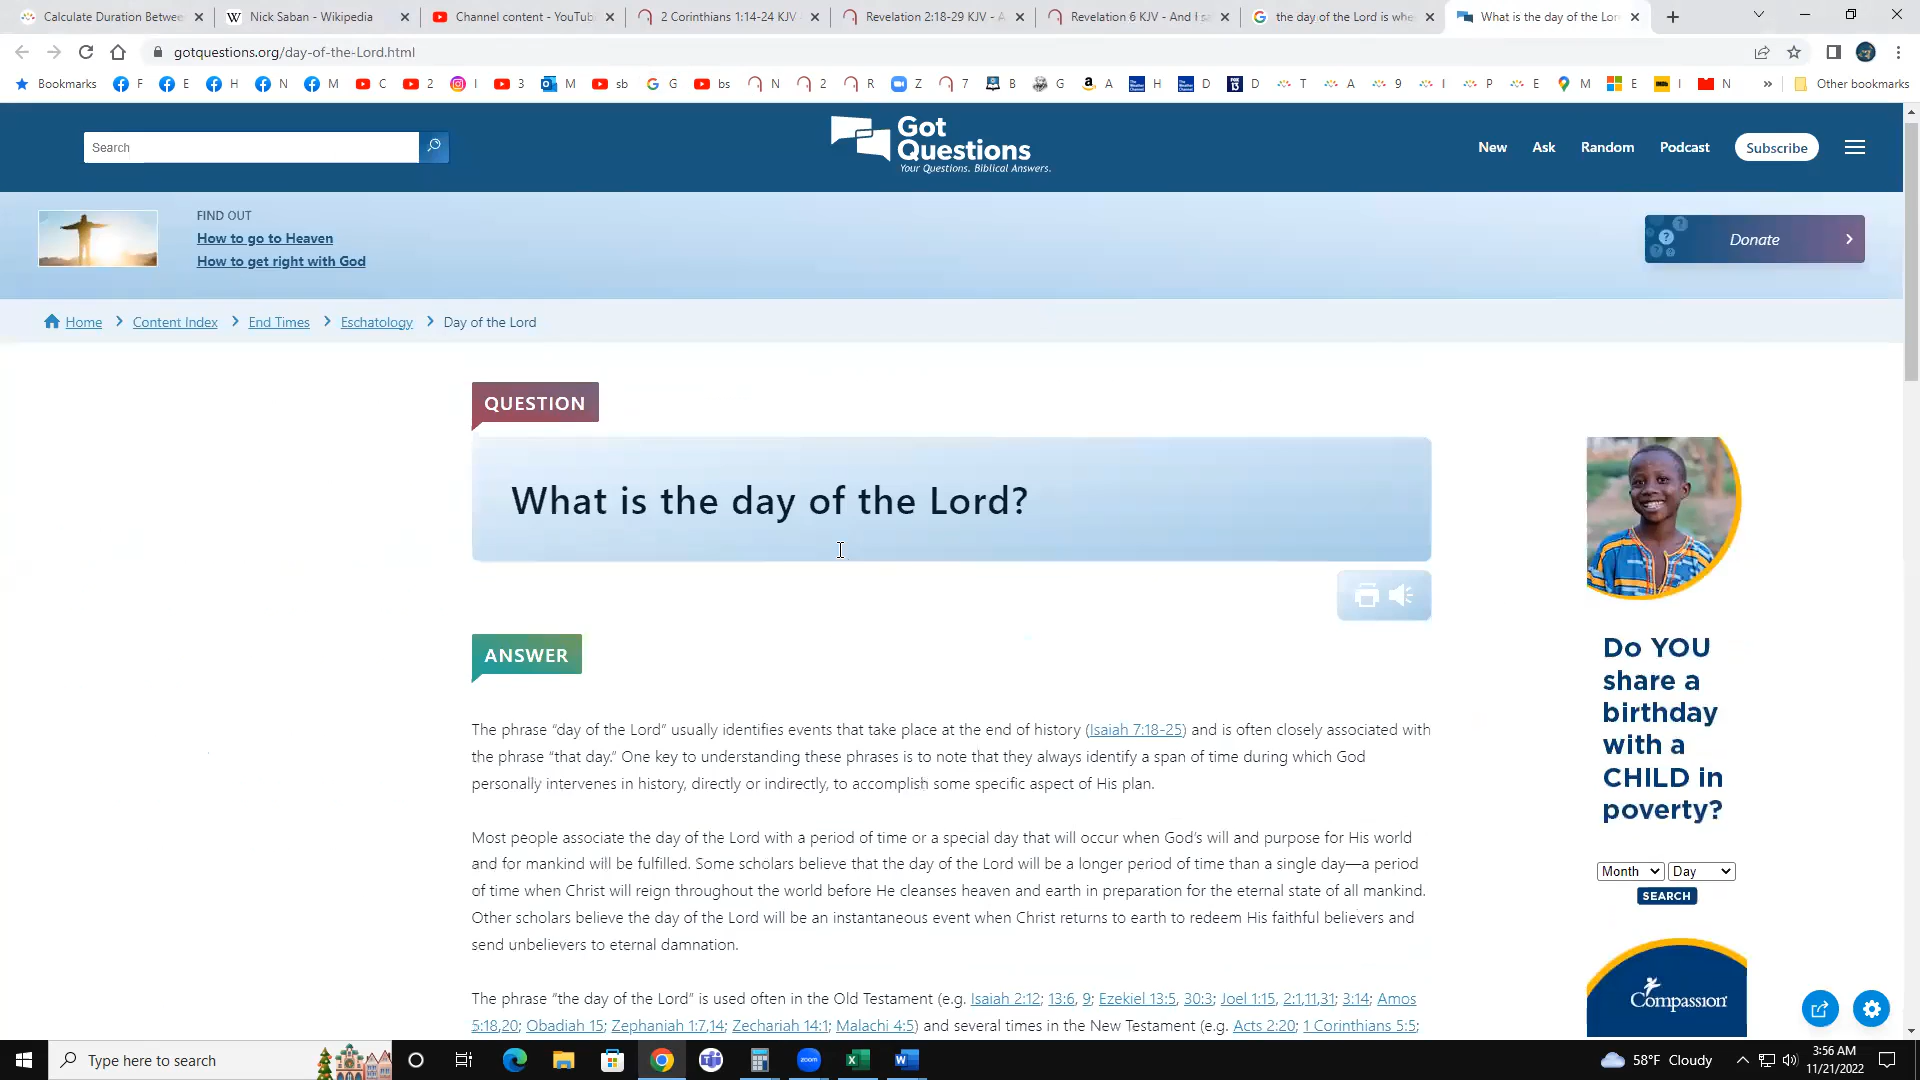 Calculate Duration Betwee
Nick Saban - Wikipedia
Channel content - YouTub
2 Corinthians 1:14-24 KJV -
Revelation 2:18-29 KJV - A
Revelation 6 KJV - And I sa
the day of the Lord is whe
What is the day of the Lor
gotquestions.org/day-of-the-Lord.html
Bookmarks F E H N M C 2 I 3 M sb G bs N 2 R Z 7 B G A H D D T A 9 I P E M E I N » Other bookmarks
Search
Got
Questions
Your Questions. Biblical Answers.
New Ask Random Podcast Subscribe
FIND OUT
How to go to Heaven
How to get right with God
Donate
Home Content Index End Times Eschatology Day of the Lord
QUESTION
What is the day of the Lord?
ANSWER
The phrase “day of the Lord” usually identifies events that take place at the end of history (Isaiah 7:18-25) and is often closely associated with
the phrase “that day.” One key to understanding these phrases is to note that they always identify a span of time during which God
personally intervenes in history, directly or indirectly, to accomplish some specific aspect of His plan.
Most people associate the day of the Lord with a period of time or a special day that will occur when God’s will and purpose for His world
and for mankind will be fulfilled. Some scholars believe that the day of the Lord will be a longer period of time than a single day—a period
of time when Christ will reign throughout the world before He cleanses heaven and earth in preparation for the eternal state of all mankind.
Other scholars believe the day of the Lord will be an instantaneous event when Christ returns to earth to redeem His faithful believers and
send unbelievers to eternal damnation.
The phrase “the day of the Lord” is used often in the Old Testament (e.g. Isaiah 2:12; 13:6, 9; Ezekiel 13:5, 30:3; Joel 1:15, 2:1,11,31; 3:14; Amos
5:18,20; Obadiah 15; Zephaniah 1:7,14; Zechariah 14:1; Malachi 4:5) and several times in the New Testament (e.g. Acts 2:20; 1 Corinthians 5:5;
Do YOU
share a
birthday
with a
CHILD in
poverty?
Month Day
SEARCH
Compassion
Type here to search
zoom
58°F Cloudy
3:56 AM
11/21/2022